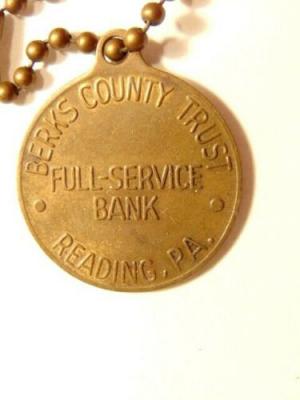 BERKS COUNTY TRUST
FULL-SERVICE
BANK
READING, PA.